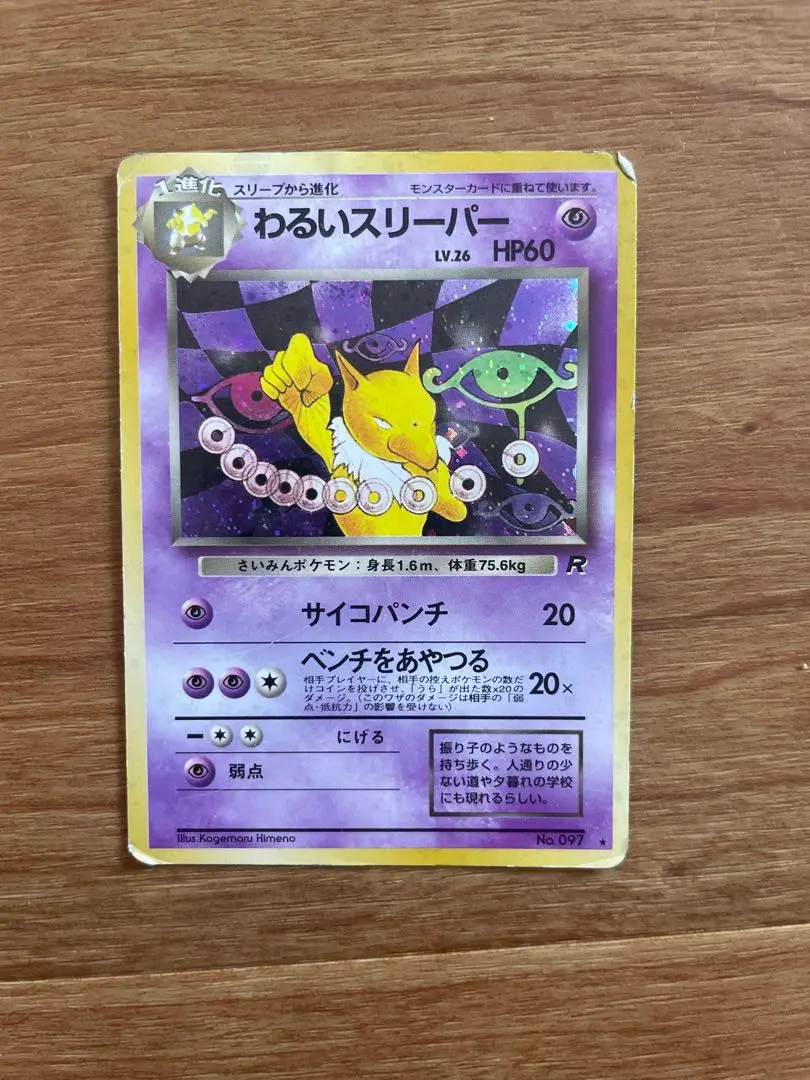 1進化
スリープから進化
モンスターカードに重ねて使います。
わるいスリーパー
LV.26 HP60
さいみんポケモン：身長1.6m、体重75.6kg
R
サイコパンチ 20
ベンチをあやつる
相手プレイヤーに、相手の控えポケモンの数だ
けコインを投げさせ、「うら」が出た数x20の
ダメージ。（このワザのダメージは相手の「弱
点・抵抗力」の影響を受けない）
20×
ーにげる
弱点
振り子のようなものを
持ち歩く。人通りの少
ない道や夕暮れの学校
にも現れるらしい。
Illus.Kagemaru Himeno
No.097 ★